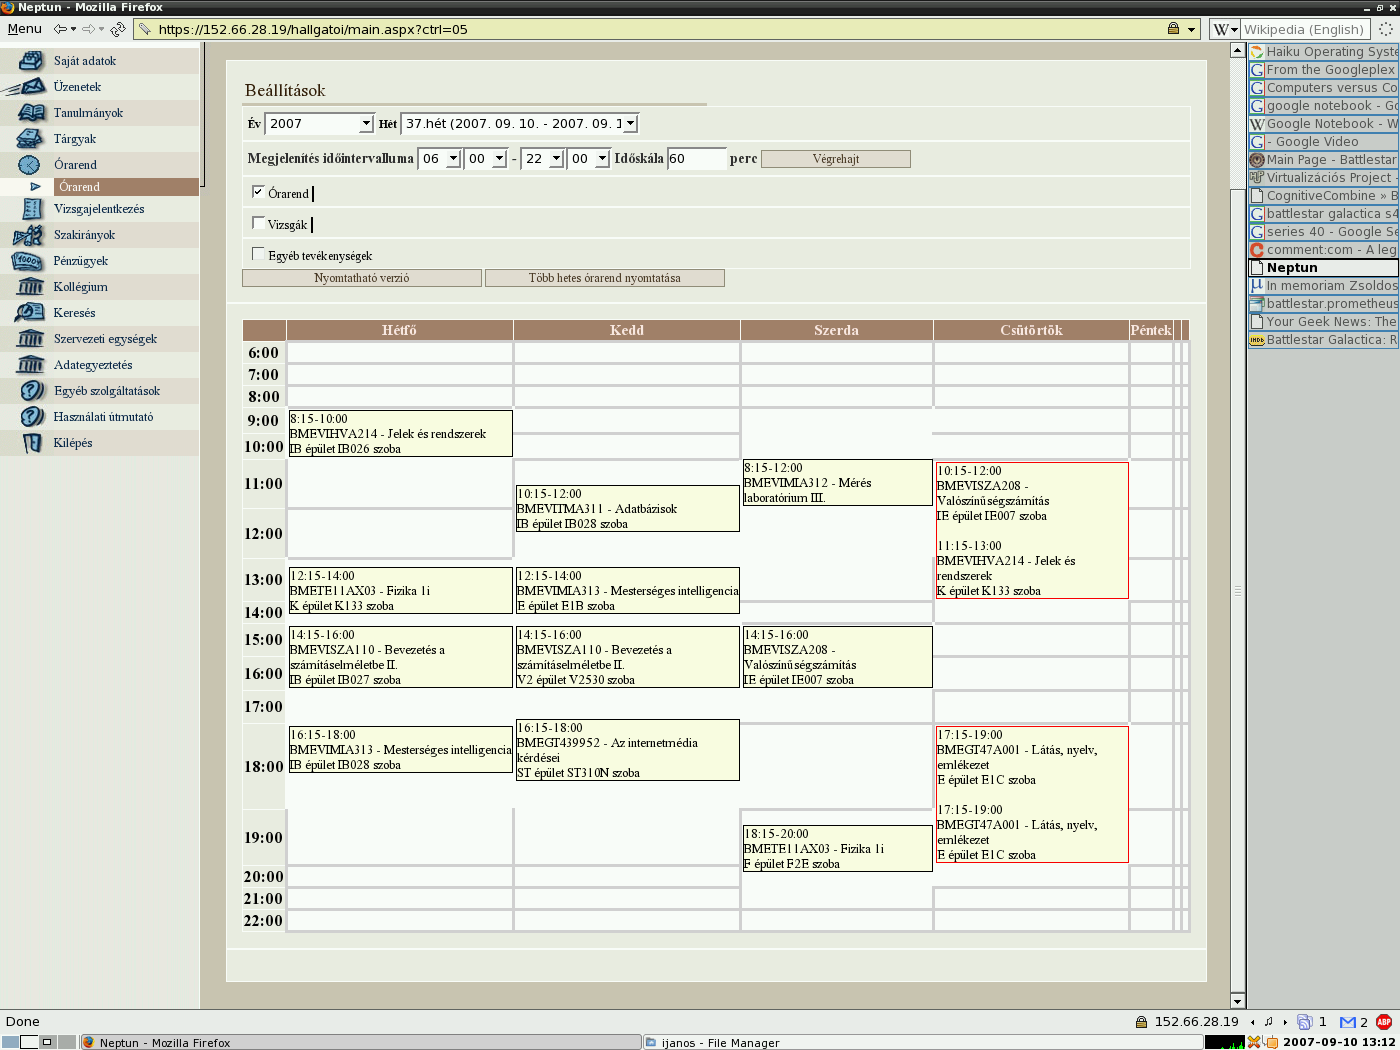 Neptun - Mozilla Firefox
Menu
https://152.66.28.19/hallgatoi/main.aspx?ctrl=05
Wikipedia (English)
Saját adatok
Üzenetek
Tanulmányok
Tárgyak
Órarend
Órarend
Vizsgajelentkezés
Szakirányok
Pénzügyek
Kollégium
Keresés
Szervezeti egységek
Adategyeztetés
Egyéb szolgáltatások
Használati útmutató
Kilépés
Beállítások
Év 2007 Hét 37.hét (2007. 09. 10. - 2007. 09. 1
Megjelenítés időintervalluma 06 00 - 22 00 Időskála 60 perc Végrehajt
Órarend
Vizsgák
Egyéb tevékenységek
Nyomtatható verzió Több hetes órarend nyomtatása
Hétfő Kedd Szerda Csütörtök Péntek
6:00
7:00
8:00
9:00
10:00
11:00
12:00
13:00
14:00
15:00
16:00
17:00
18:00
19:00
20:00
21:00
22:00
8:15-10:00
BMEVIHVA214 - Jelek és rendszerek
IB épület IB026 szoba
12:15-14:00
BMETE11AX03 - Fizika 1i
K épület K133 szoba
14:15-16:00
BMEVISZA110 - Bevezetés a
számításelméletbe II.
IB épület IB027 szoba
16:15-18:00
BMEVIMIA313 - Mesterséges intelligencia
IB épület IB028 szoba
10:15-12:00
BMEVITMA311 - Adatbázisok
IB épület IB028 szoba
12:15-14:00
BMEVIMIA313 - Mesterséges intelligencia
E épület E1B szoba
14:15-16:00
BMEVISZA110 - Bevezetés a
számításelméletbe II.
V2 épület V2530 szoba
16:15-18:00
BMEGT439952 - Az internetmédia
kérdései
ST épület ST310N szoba
8:15-12:00
BMEVIMIA312 - Mérés
laboratórium III.
14:15-16:00
BMEVISZA208 -
Valószínűségszámítás
IE épület IE007 szoba
18:15-20:00
BMETE11AX03 - Fizika 1i
F épület F2E szoba
10:15-12:00
BMEVISZA208 -
Valószínűségszámítás
IE épület IE007 szoba
11:15-13:00
BMEVIHVA214 - Jelek és
rendszerek
K épület K133 szoba
17:15-19:00
BMEGT47A001 - Látás, nyelv,
emlékezet
E épület E1C szoba
17:15-19:00
BMEGT47A001 - Látás, nyelv,
emlékezet
E épület E1C szoba
Haiku Operating Syste
From the Googleplex
Computers versus Co
google notebook - Go
Google Notebook - W
- Google Video
Main Page - Battlestar
Virtualizációs Project -
CognitiveCombine » B
battlestar galactica s4
series 40 - Google Se
comment:com - A leg
Neptun
In memoriam Zsoldos
battlestar.prometheus
Your Geek News: The
Battlestar Galactica: R
Done
152.66.28.19
1
2
ABP
Neptun - Mozilla Firefox
ijanos - File Manager
2007-09-10 13:12